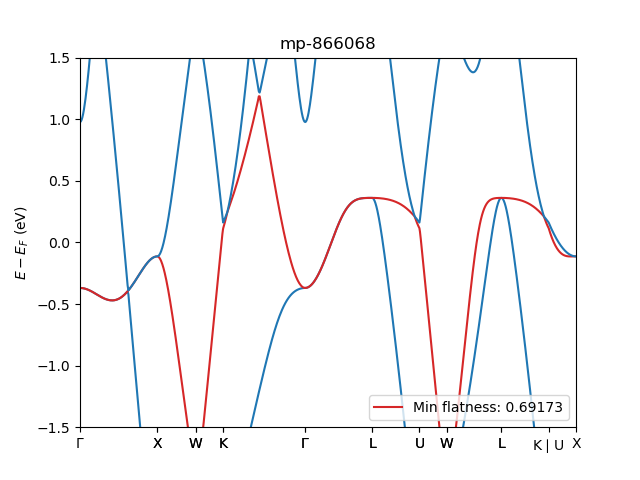 mp-866068
E − E_F (eV)
1.5
1.0
0.5
0.0
−0.5
−1.0
−1.5
Min flatness: 0.69173
Γ X W K Γ L U W L K | U X